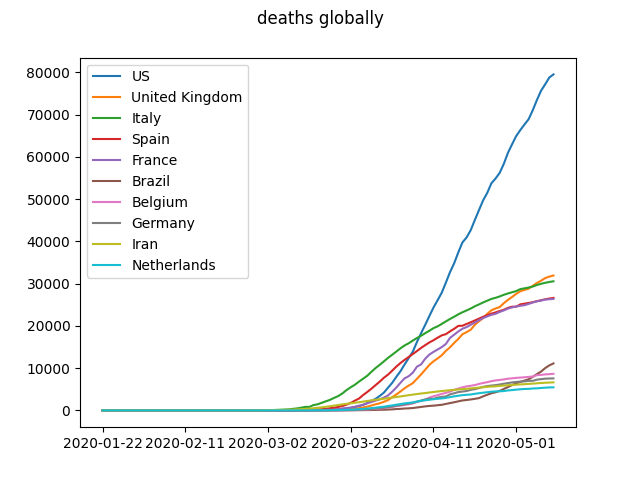 deaths globally
80000
70000
60000
50000
40000
30000
20000
10000
0
US
United Kingdom
Italy
Spain
France
Brazil
Belgium
Germany
Iran
Netherlands
2020-01-22 2020-02-11 2020-03-02 2020-03-22 2020-04-11 2020-05-01